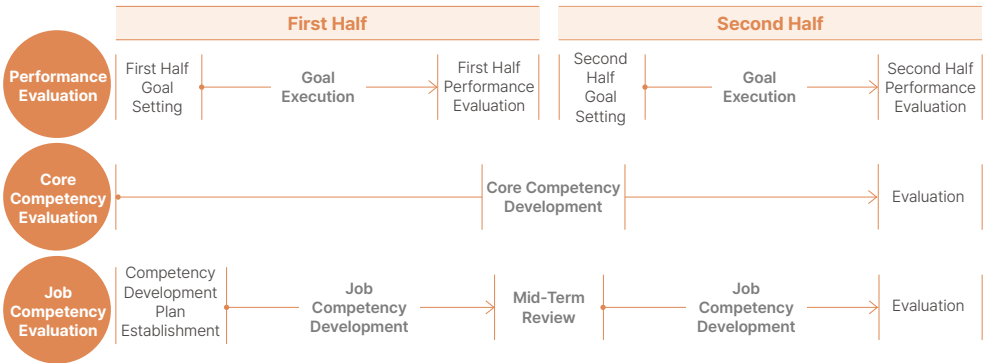 First Half
Second Half
Performance
Evaluation
First Half
Goal
Setting
Goal
Execution
First Half
Performance
Evaluation
Second
Half
Goal
Setting
Goal
Execution
Second Half
Performance
Evaluation
Core
Competency
Evaluation
Core Competency
Development
Evaluation
Job
Competency
Evaluation
Competency
Development
Plan
Establishment
Job
Competency
Development
Mid-Term
Review
Job
Competency
Development
Evaluation